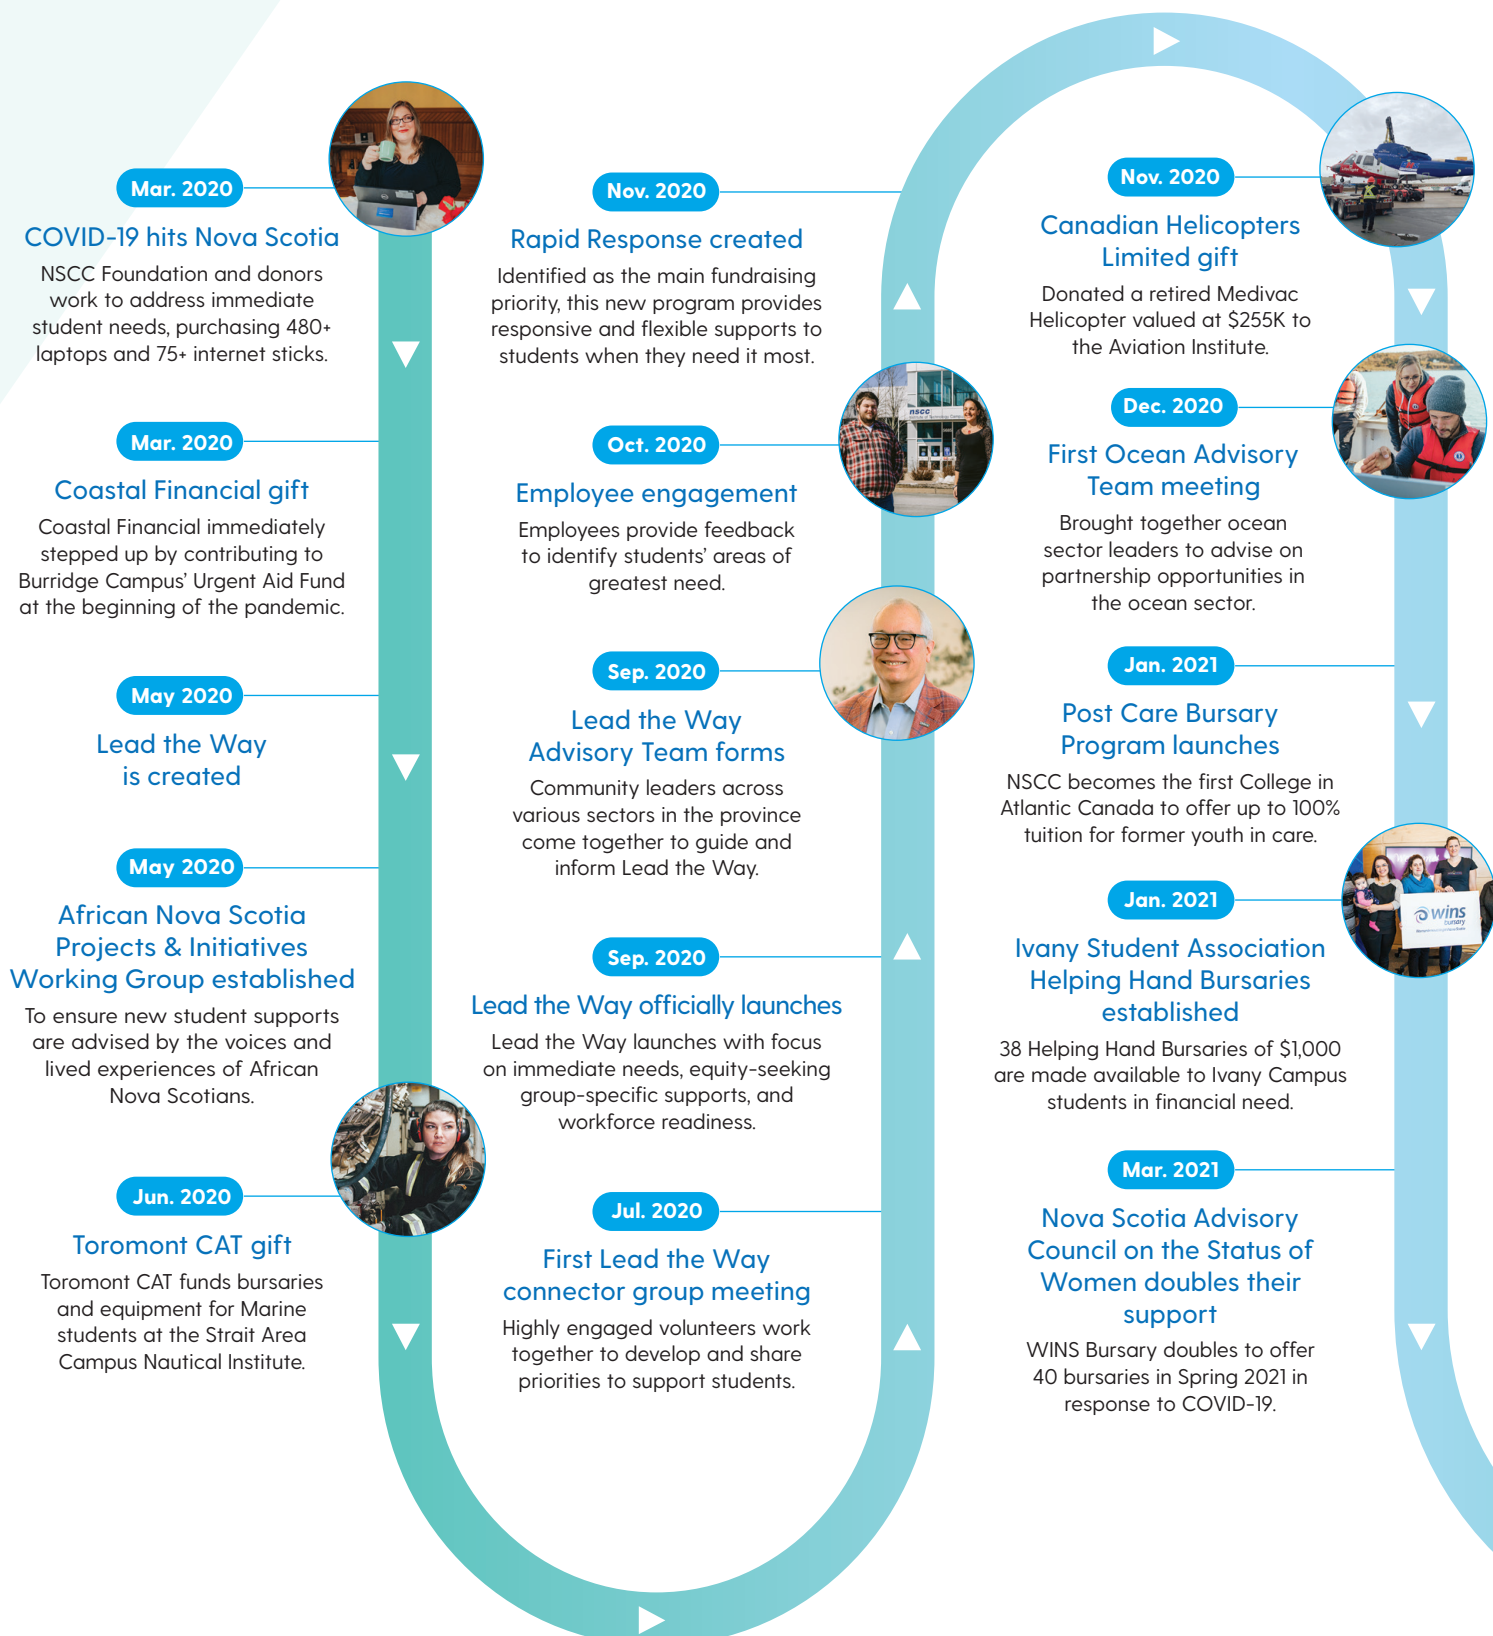 Mar. 2020
COVID-19 hits Nova Scotia
NSCC Foundation and donors
work to address immediate
student needs, purchasing 480+
laptops and 75+ internet sticks.
Mar. 2020
Coastal Financial gift
Coastal Financial immediately
stepped up by contributing to
Burridge Campus' Urgent Aid Fund
at the beginning of the pandemic.
May 2020
Lead the Way
is created
May 2020
African Nova Scotia
Projects & Initiatives
Working Group established
To ensure new student supports
are advised by the voices and
lived experiences of African
Nova Scotians.
Jun. 2020
Toromont CAT gift
Toromont CAT funds bursaries
and equipment for Marine
students at the Strait Area
Campus Nautical Institute.
Jul. 2020
First Lead the Way
connector group meeting
Highly engaged volunteers work
together to develop and share
priorities to support students.
Sep. 2020
Lead the Way officially launches
Lead the Way launches with focus
on immediate needs, equity-seeking
group-specific supports, and
workforce readiness.
Sep. 2020
Lead the Way
Advisory Team forms
Community leaders across
various sectors in the province
come together to guide and
inform Lead the Way.
Oct. 2020
Employee engagement
Employees provide feedback
to identify students' areas of
greatest need.
nscc
Nov. 2020
Rapid Response created
Identified as the main fundraising
priority, this new program provides
responsive and flexible supports to
students when they need it most.
Nov. 2020
Canadian Helicopters
Limited gift
Donated a retired Medivac
Helicopter valued at $255K to
the Aviation Institute.
Dec. 2020
First Ocean Advisory
Team meeting
Brought together ocean
sector leaders to advise on
partnership opportunities in
the ocean sector.
Jan. 2021
Post Care Bursary
Program launches
NSCC becomes the first College in
Atlantic Canada to offer up to 100%
tuition for former youth in care.
Jan. 2021
Ivany Student Association
Helping Hand Bursaries
established
38 Helping Hand Bursaries of $1,000
are made available to Ivany Campus
students in financial need.
wins
bursary
Mar. 2021
Nova Scotia Advisory
Council on the Status of
Women doubles their
support
WINS Bursary doubles to offer
40 bursaries in Spring 2021 in
response to COVID-19.